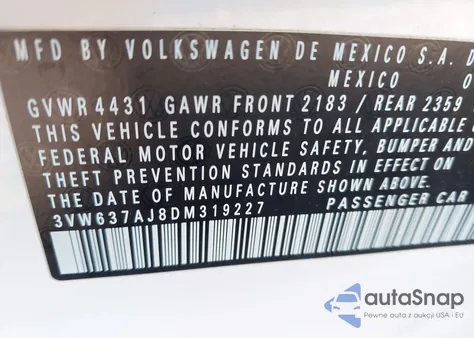 MFD BY VOLKSWAGEN DE MEXICO S.A. D
MEXICO
GVWR 4431 GAWR FRONT 2183 / REAR 2359
THIS VEHICLE CONFORMS TO ALL APPLICABLE
FEDERAL MOTOR VEHICLE SAFETY, BUMPER AND
THEFT PREVENTION STANDARDS IN EFFECT ON
THE DATE OF MANUFACTURE SHOWN ABOVE.
3VW637AJ8DM319227 PASSENGER CAR
autaSnap
Pewne auta z aukcji USA i EU